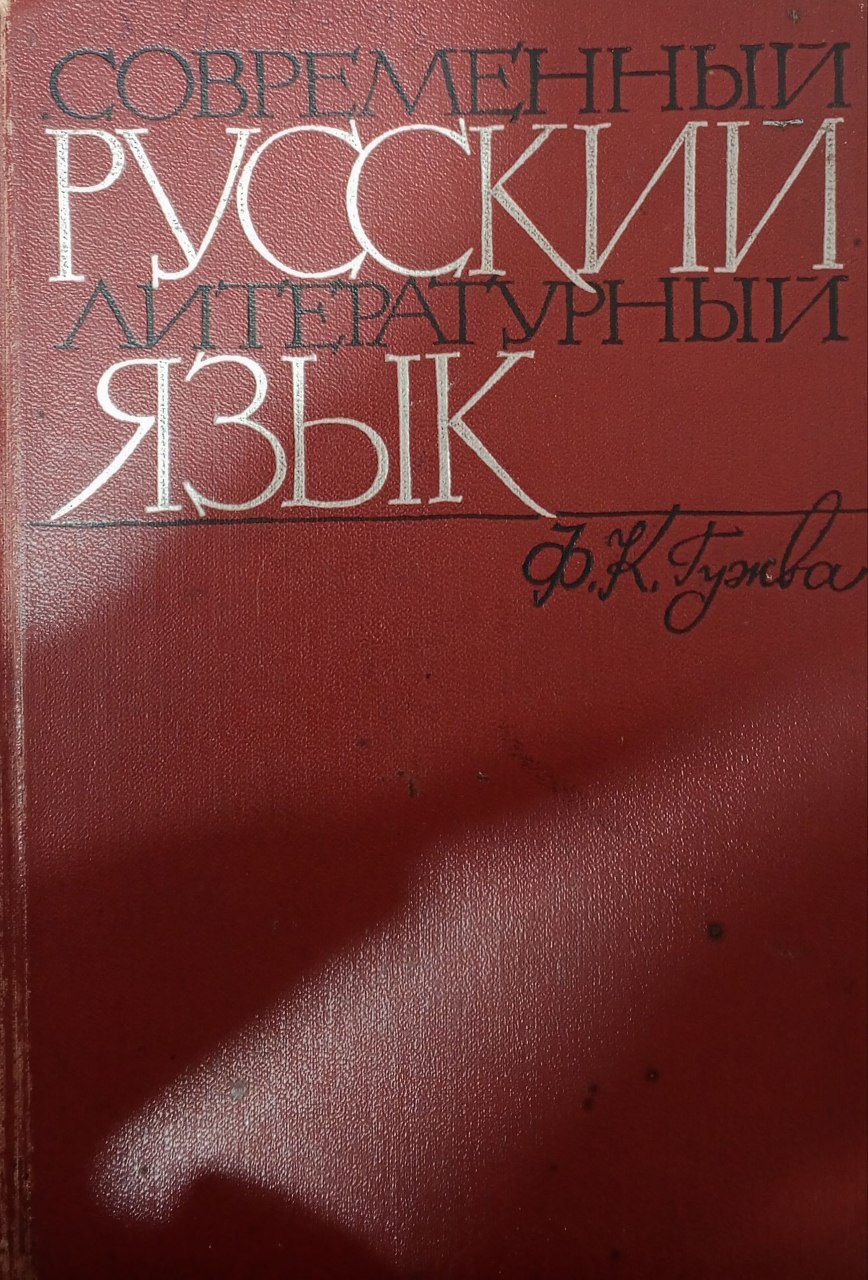 СОВРЕМЕННЫЙ
РУССКИЙ
ЛИТЕРАТУРНЫЙ
ЯЗЫК
Ф. К. Гужва